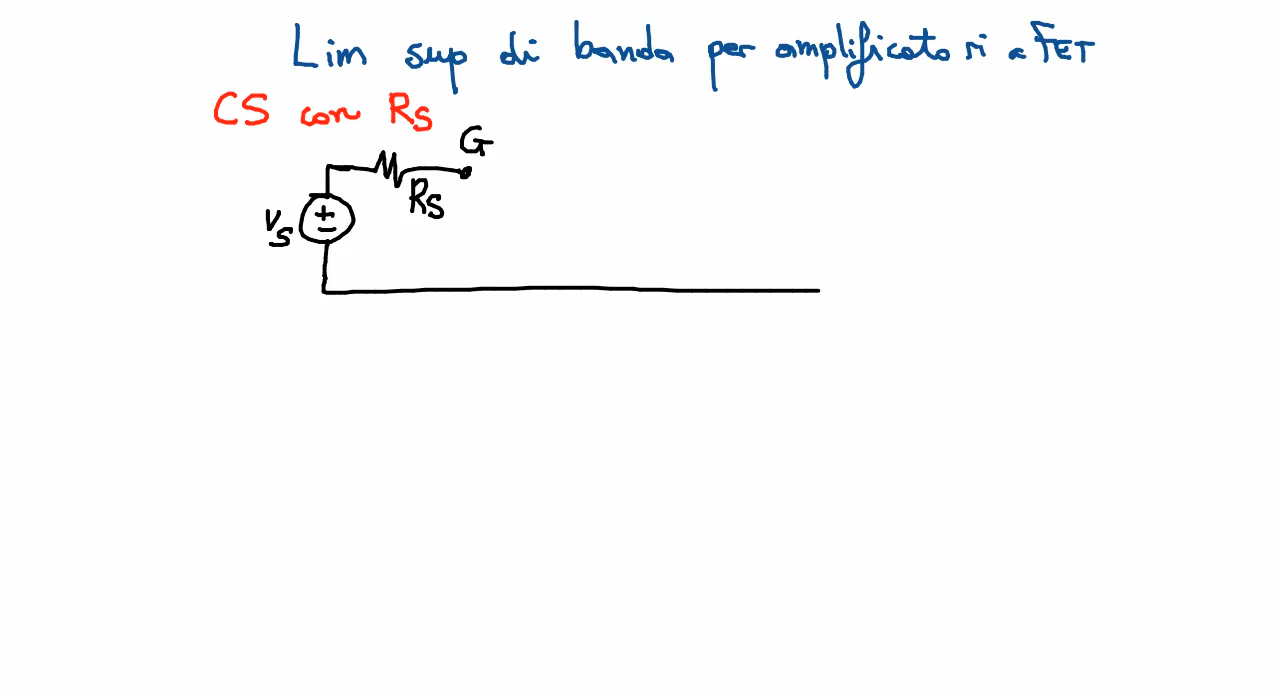 Lim sup di banda per amplificatori a FET
CS con RS
G
RS
vs
+
-